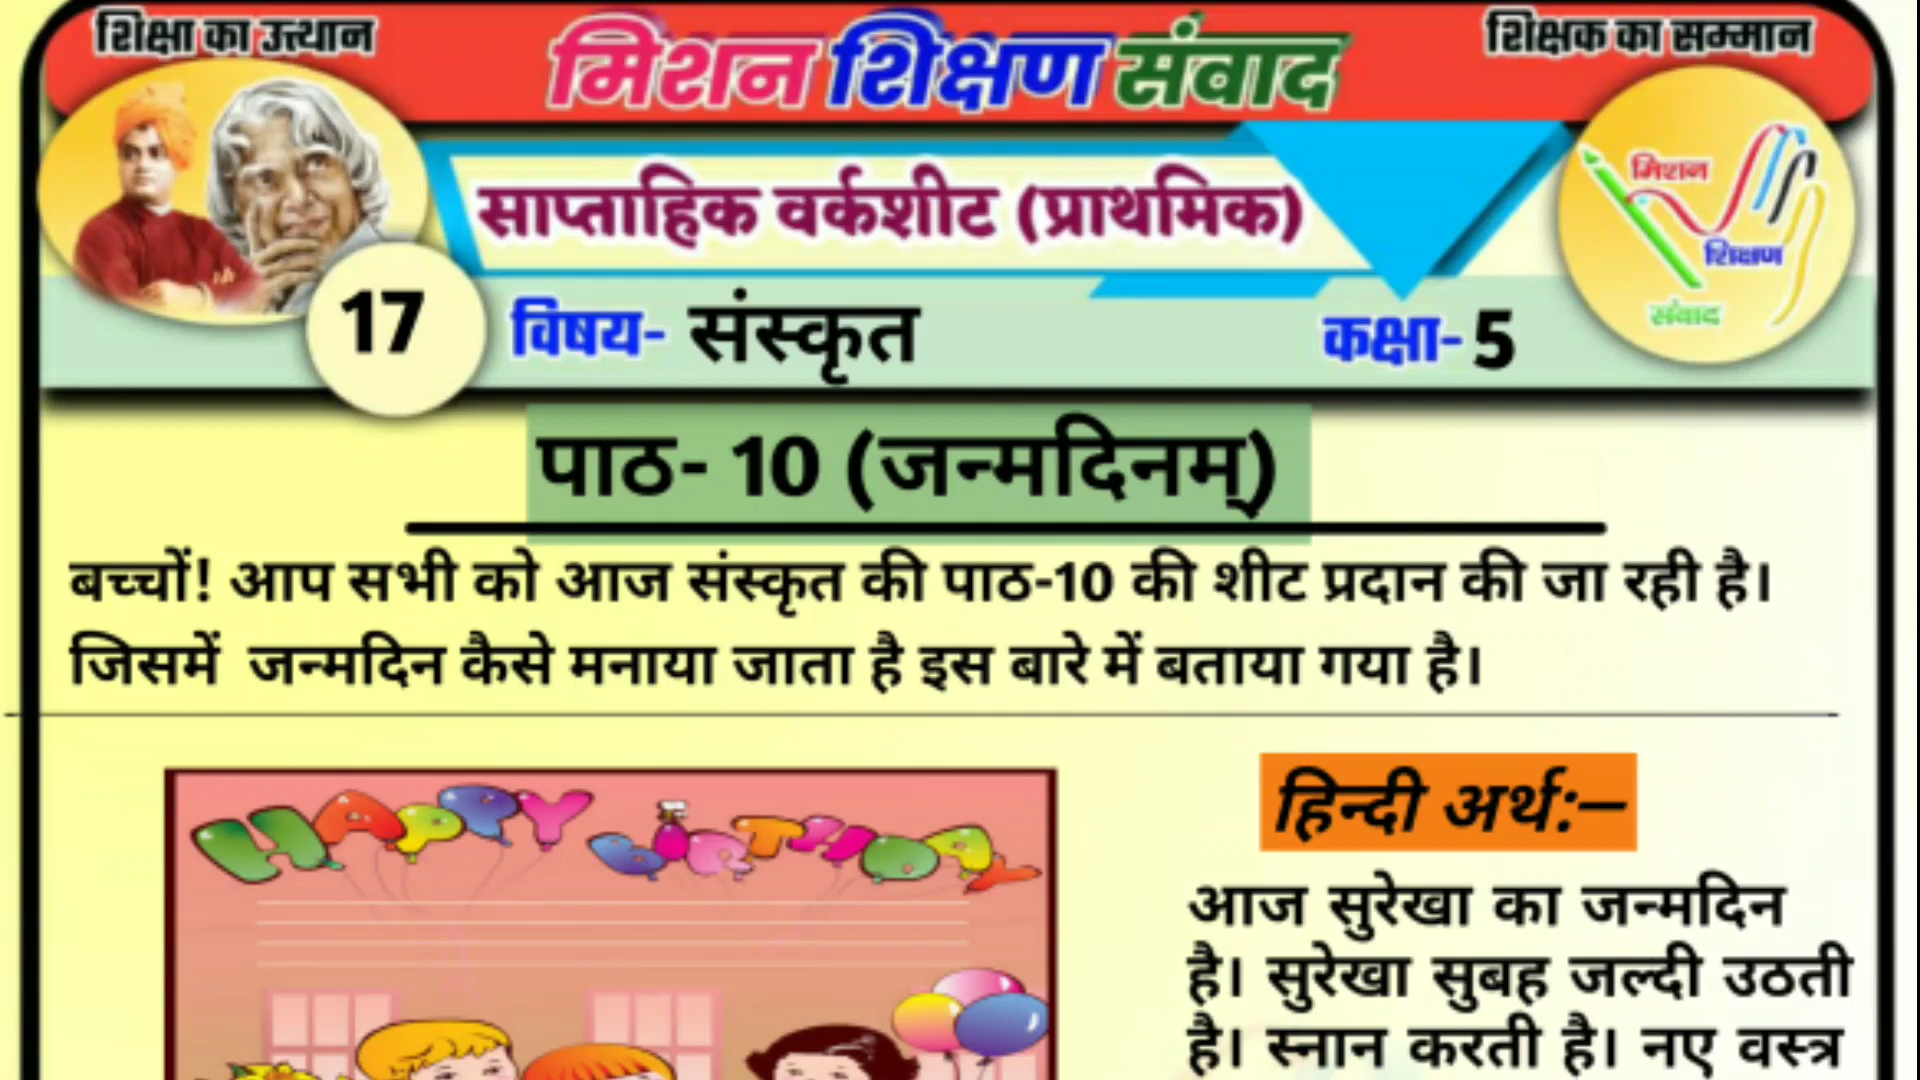 शिक्षा का उत्थान
मिशन शिक्षण संवाद
शिक्षक का सम्मान
साप्ताहिक वर्कशीट (प्राथमिक)
मिशन
शिक्षण
संवाद
17
विषय- संस्कृत
कक्षा- 5
पाठ- 10 (जन्मदिनम्)
बच्चों! आप सभी को आज संस्कृत की पाठ-10 की शीट प्रदान की जा रही है।
जिसमें जन्मदिन कैसे मनाया जाता है इस बारे में बताया गया है।
HAPPY BIRTHDAY
हिन्दी अर्थ:–
आज सुरेखा का जन्मदिन
है। सुरेखा सुबह जल्दी उठती
है। स्नान करती है। नए वस्त्र